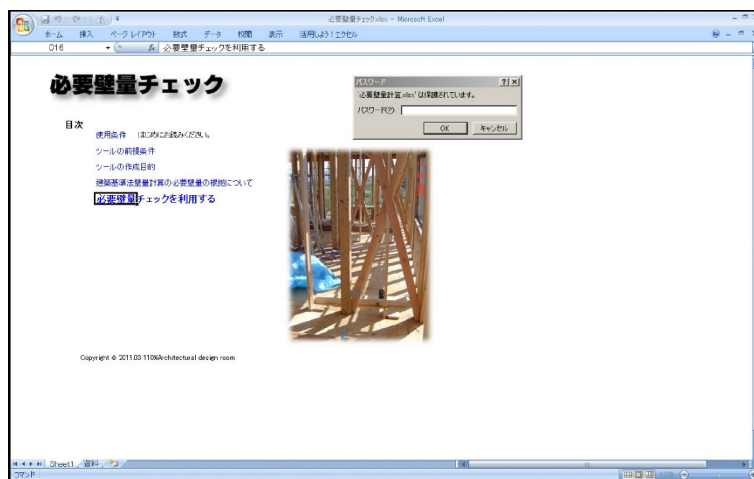 必要壁量チェック.xlsx - Microsoft Excel
ホーム 挿入 ページ レイアウト 数式 データ 校閲 表示 活用しよう！エクセル
C16 fx 必要壁量チェックを利用する
必要壁量チェック
パスワード
'必要壁量計算.xlsx' は保護されています。
パスワード(P):
OK キャンセル
目次
使用条件 はじめにお読みください。
ツールの前提条件
ツールの作成目的
建築基準法壁量計算の必要壁量の根拠について
必要壁量チェックを利用する
Copyright © 2011.03 110%Architectural design room
Sheet1 資料
コマンド